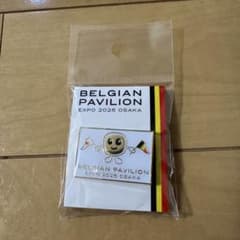 BELGIAN
PAVILION
EXPO 2025 OSAKA
BELGIAN PAVILION
EXPO 2025 OSAKA